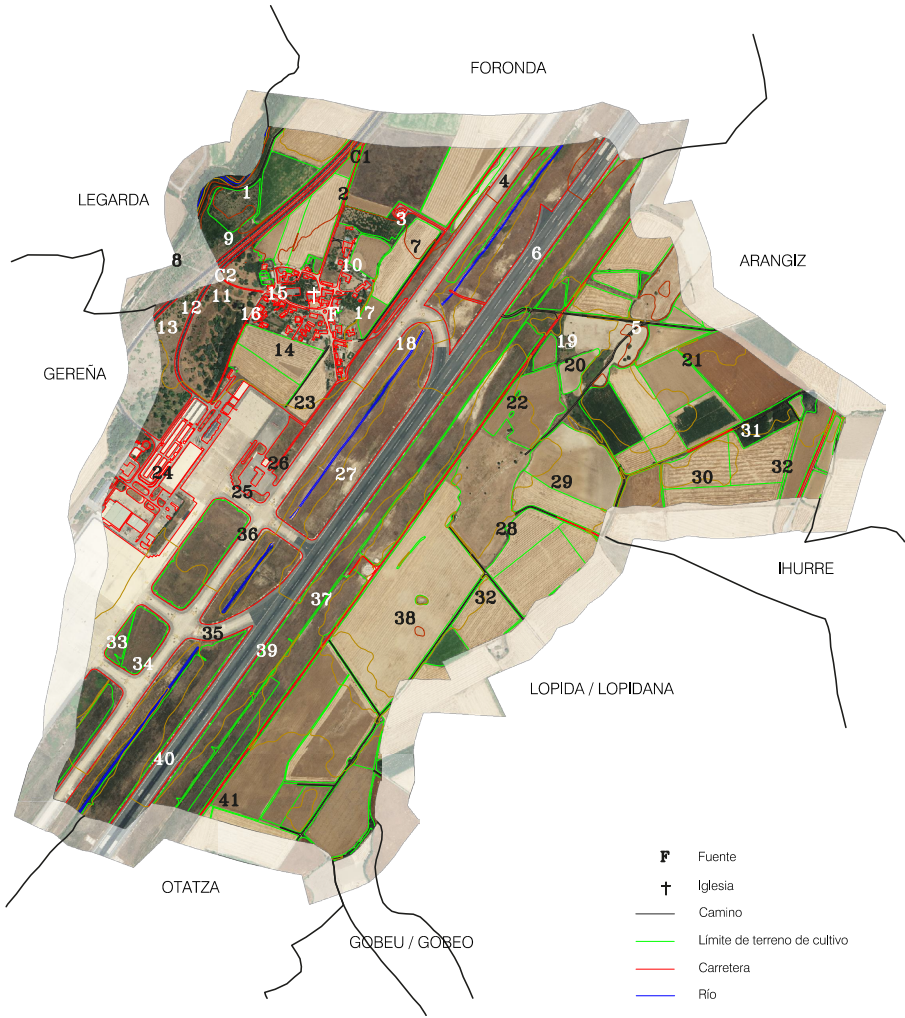 FORONDA
C1
LEGARDA
1
2
4
3
9
7
6
8
10
ARANGIZ
C2
12
11
15
✝
16
F
17
5
13
18
19
14
20
21
GEREÑA
23
22
31
24
26
27
25
29
30
32
36
28
IHURRE
37
32
38
33
35
34
39
LOPIDA / LOPIDANA
40
41
OTATZA
GOBEU / GOBEO
F Fuente
✝ Iglesia
Camino
Límite de terreno de cultivo
Carretera
Río